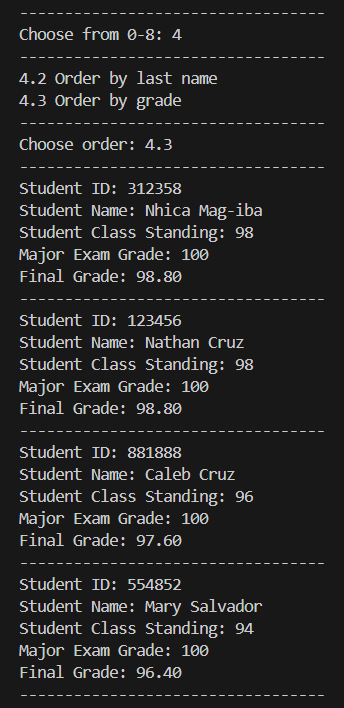 ----------------------------------
Choose from 0-8: 4
----------------------------------
4.2 Order by last name
4.3 Order by grade
----------------------------------
Choose order: 4.3
----------------------------------
Student ID: 312358
Student Name: Nhica Mag-iba
Student Class Standing: 98
Major Exam Grade: 100
Final Grade: 98.80
----------------------------------
Student ID: 123456
Student Name: Nathan Cruz
Student Class Standing: 98
Major Exam Grade: 100
Final Grade: 98.80
----------------------------------
Student ID: 881888
Student Name: Caleb Cruz
Student Class Standing: 96
Major Exam Grade: 100
Final Grade: 97.60
----------------------------------
Student ID: 554852
Student Name: Mary Salvador
Student Class Standing: 94
Major Exam Grade: 100
Final Grade: 96.40
----------------------------------